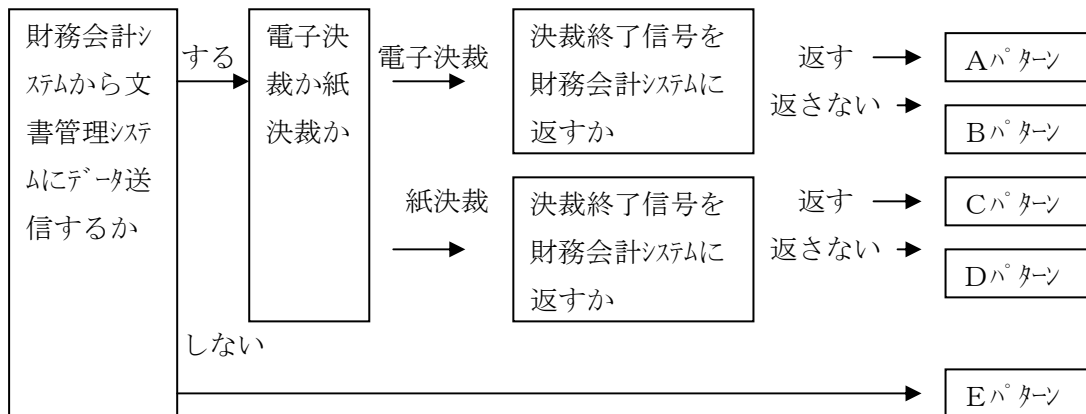 財務会計ｼ
ｽﾃﾑから文
書管理ｼｽﾃ
ﾑにﾃﾞｰﾀ送
信するか
する
しない
電子決
裁か紙
決裁か
電子決裁
紙決裁
決裁終了信号を
財務会計ｼｽﾃﾑに
返すか
返す
返さない
Ａﾊﾟﾀｰﾝ
Ｂﾊﾟﾀｰﾝ
決裁終了信号を
財務会計ｼｽﾃﾑに
返すか
返す
返さない
Ｃﾊﾟﾀｰﾝ
Ｄﾊﾟﾀｰﾝ
Ｅﾊﾟﾀｰﾝ